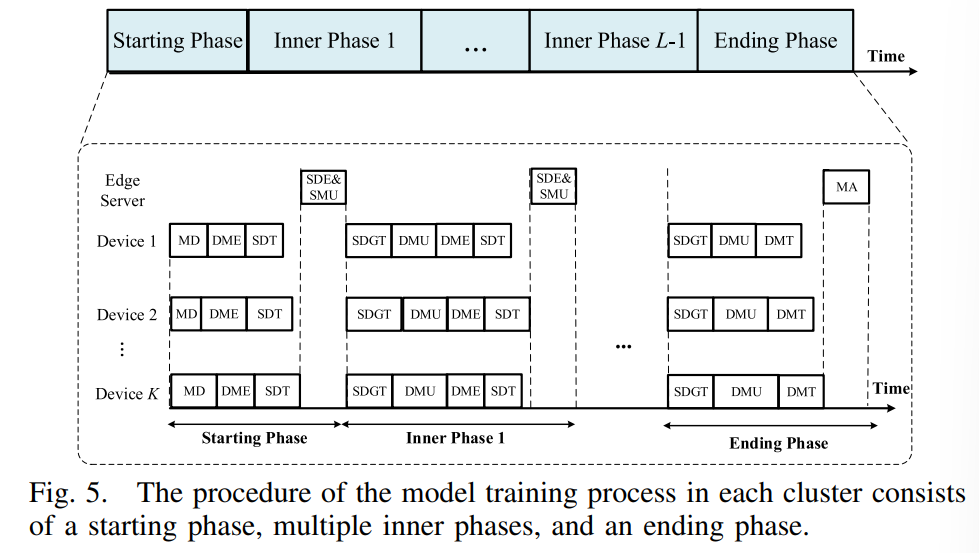 Starting Phase Inner Phase 1 ... Inner Phase L-1 Ending Phase
Time
Edge Server SDE& SMU SDE& SMU MA
Device 1 MD DME SDT SDGT DMU DME SDT SDGT DMU DMT
Device 2 MD DME SDT SDGT DMU DME SDT SDGT DMU DMT
⋮ ...
Device K MD DME SDT SDGT DMU DME SDT SDGT DMU DMT
Time
Starting Phase Inner Phase 1 Ending Phase
Fig. 5. The procedure of the model training process in each cluster consists
of a starting phase, multiple inner phases, and an ending phase.